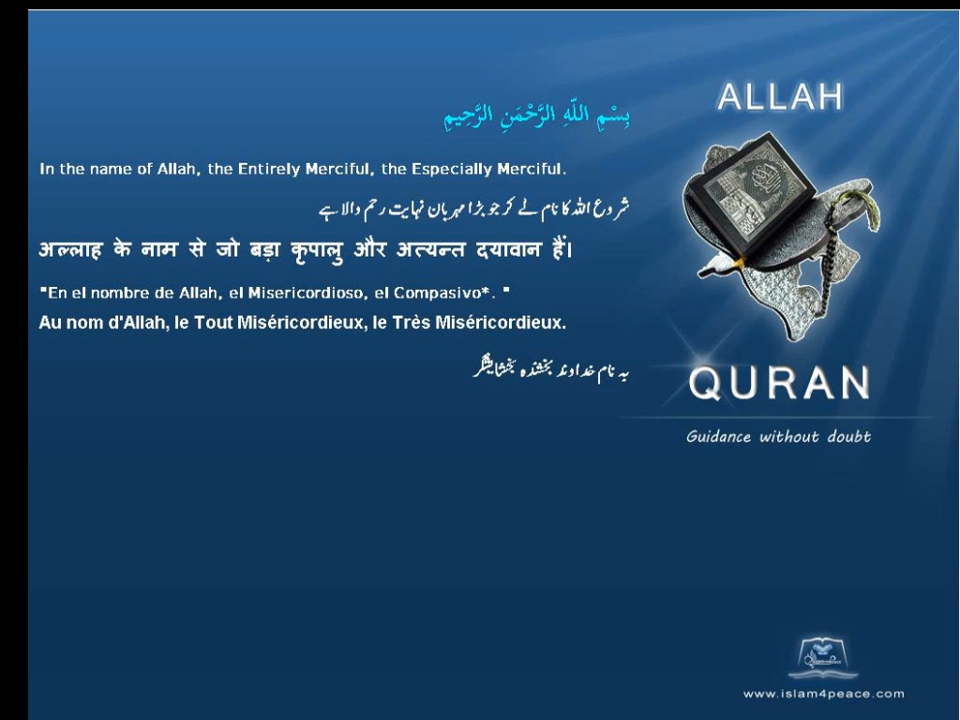 بِسْمِ اللَّهِ الرَّحْمَنِ الرَّحِيمِ
In the name of Allah, the Entirely Merciful, the Especially Merciful.
شروع الله کا نام لے کر جو بڑا مہربان نہایت رحم والا ہے
अल्लाह के नाम से जो बड़ा कृपालु और अत्यन्त दयावान हैं।
"En el nombre de Allah, el Misericordioso, el Compasivo*. "
Au nom d'Allah, le Tout Miséricordieux, le Très Miséricordieux.
به نام خداوند بخشنده بخشایشگر
ALLAH
QURAN
Guidance without doubt
www.islam4peace.com